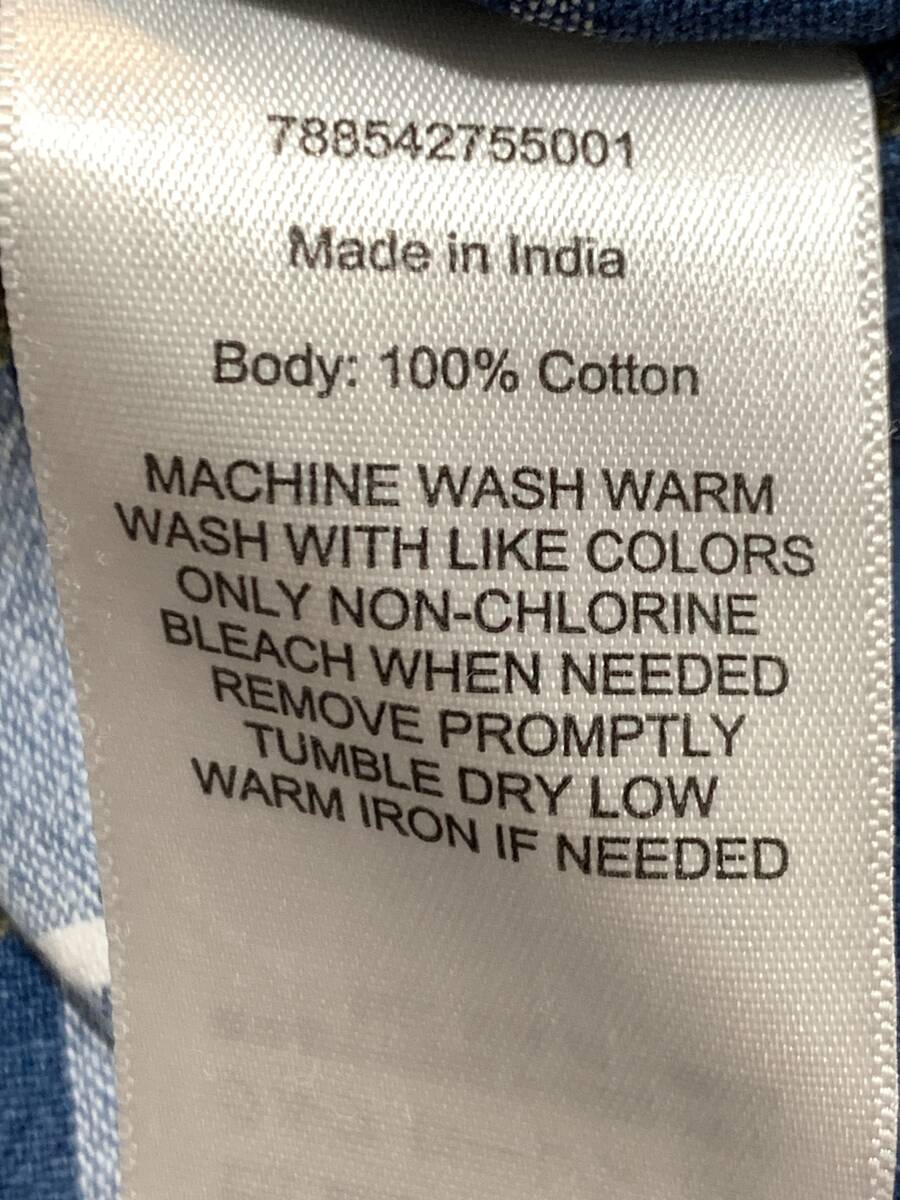 788542755001
Made in India
Body: 100% Cotton
MACHINE WASH WARM
WASH WITH LIKE COLORS
ONLY NON-CHLORINE
BLEACH WHEN NEEDED
REMOVE PROMPTLY
TUMBLE DRY LOW
WARM IRON IF NEEDED